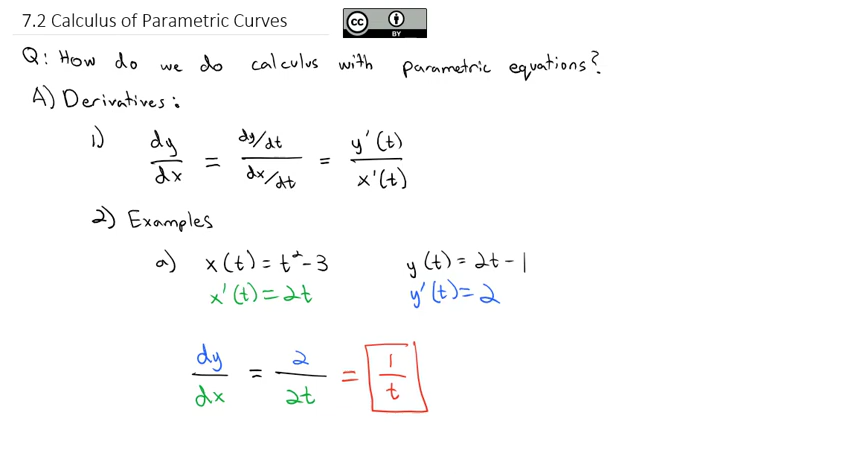 7.2 Calculus of Parametric Curves
cc BY
Q: How do we do calculus with parametric equations?
A) Derivatives:
1) dy/dx = (dy/dt)/(dx/dt) = y'(t)/x'(t)
2) Examples
a) x(t) = t² - 3 y(t) = 2t - 1
x'(t) = 2t y'(t) = 2
dy/dx = 2/2t = 1/t